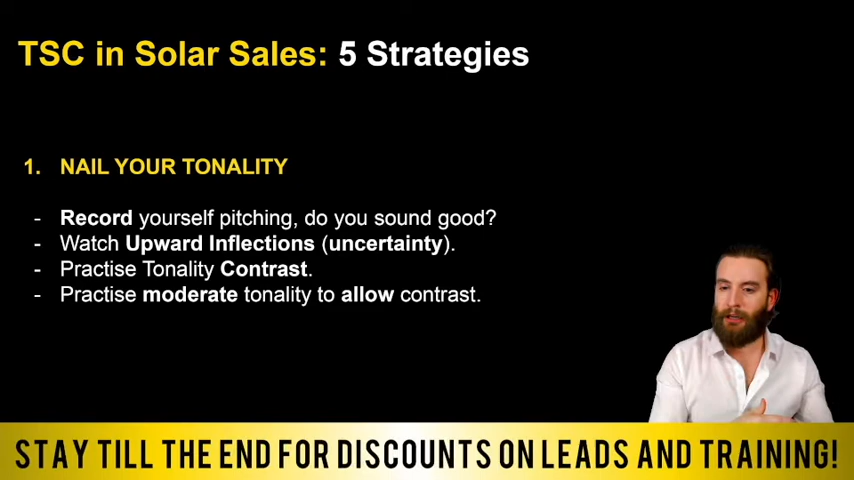 TSC in Solar Sales: 5 Strategies
1. NAIL YOUR TONALITY
- Record yourself pitching, do you sound good?
- Watch Upward Inflections (uncertainty).
- Practise Tonality Contrast.
- Practise moderate tonality to allow contrast.
STAY TILL THE END FOR DISCOUNTS ON LEADS AND TRAINING!